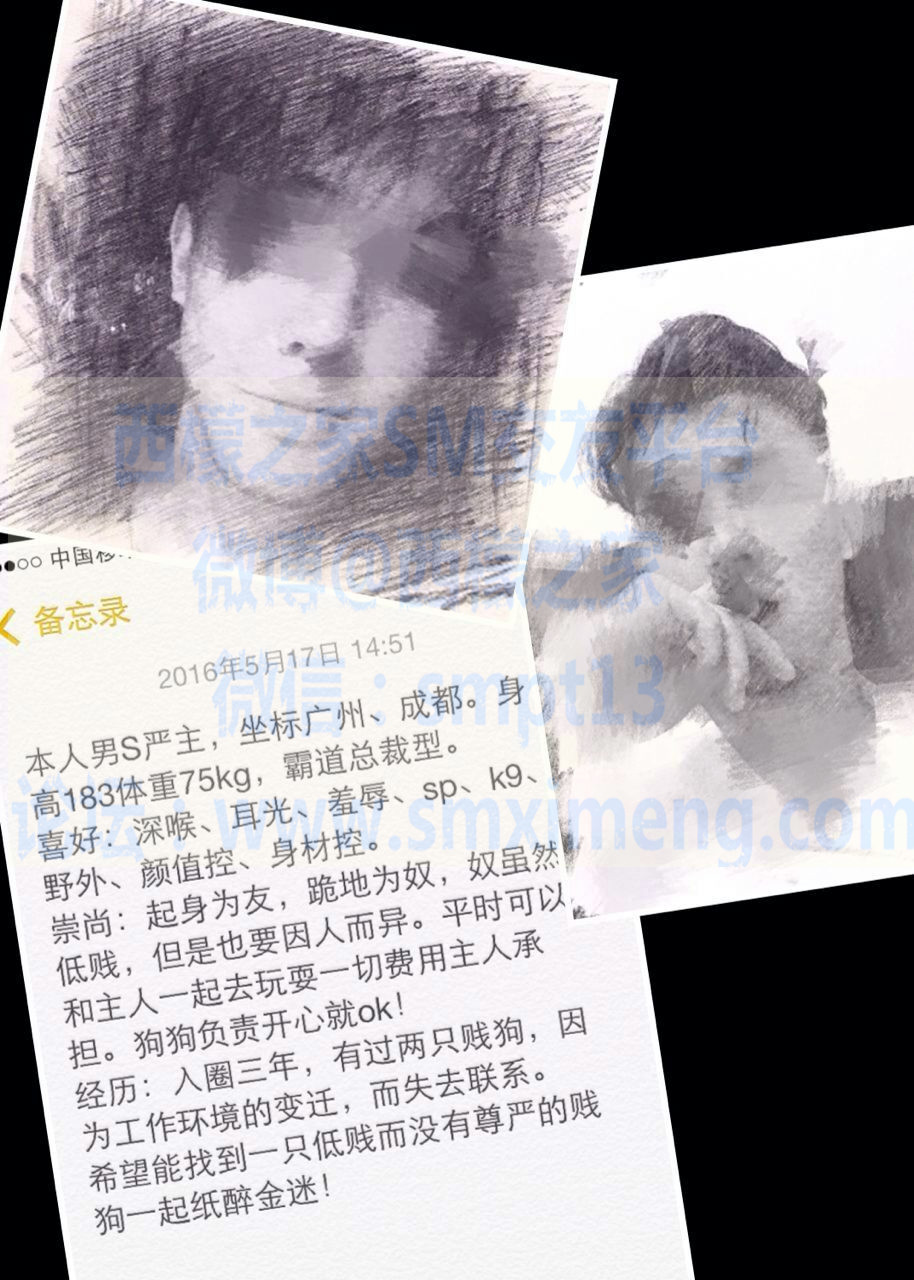 西檬之家SM交友平台
微博@西檬之家
微信：smpt13
论坛：www.smximeng.com
中国移
备忘录
2016年5月17日 14:51
本人男S严主，坐标广州、成都。身
高183体重75kg，霸道总裁型。
喜好：深喉、耳光、羞辱、sp、k9、
野外、颜值控、身材控。
崇尚：起身为友，跪地为奴，奴虽然
低贱，但是也要因人而异。平时可以
和主人一起去玩耍一切费用主人承
担。狗狗负责开心就ok！
经历：入圈三年，有过两只贱狗，因
为工作环境的变迁，而失去联系。
希望能找到一只低贱而没有尊严的贱
狗一起纸醉金迷！